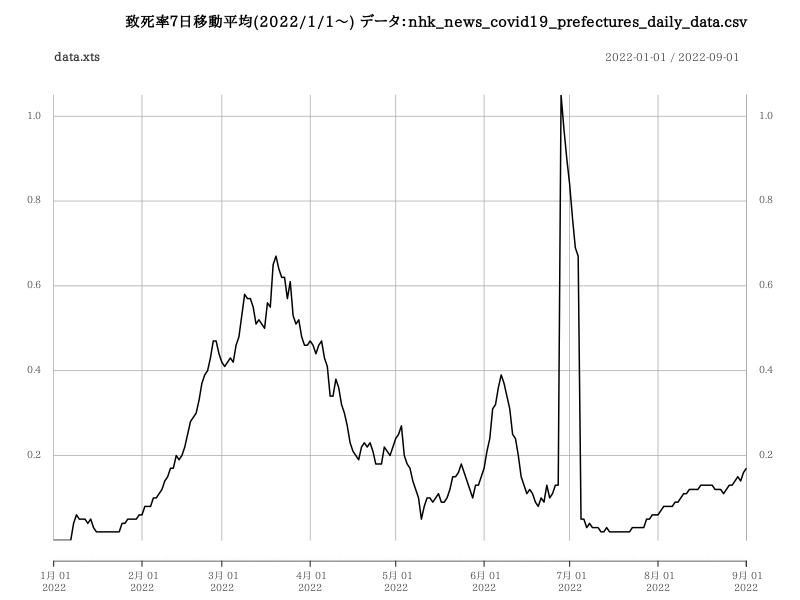 致死率7日移動平均(2022/1/1～) データ:nhk_news_covid19_prefectures_daily_data.csv
data.xts 2022-01-01 / 2022-09-01
1.0 1.0
0.8 0.8
0.6 0.6
0.4 0.4
0.2 0.2
1月 01 2月 01 3月 01 4月 01 5月 01 6月 01 7月 01 8月 01 9月 01
2022 2022 2022 2022 2022 2022 2022 2022 2022